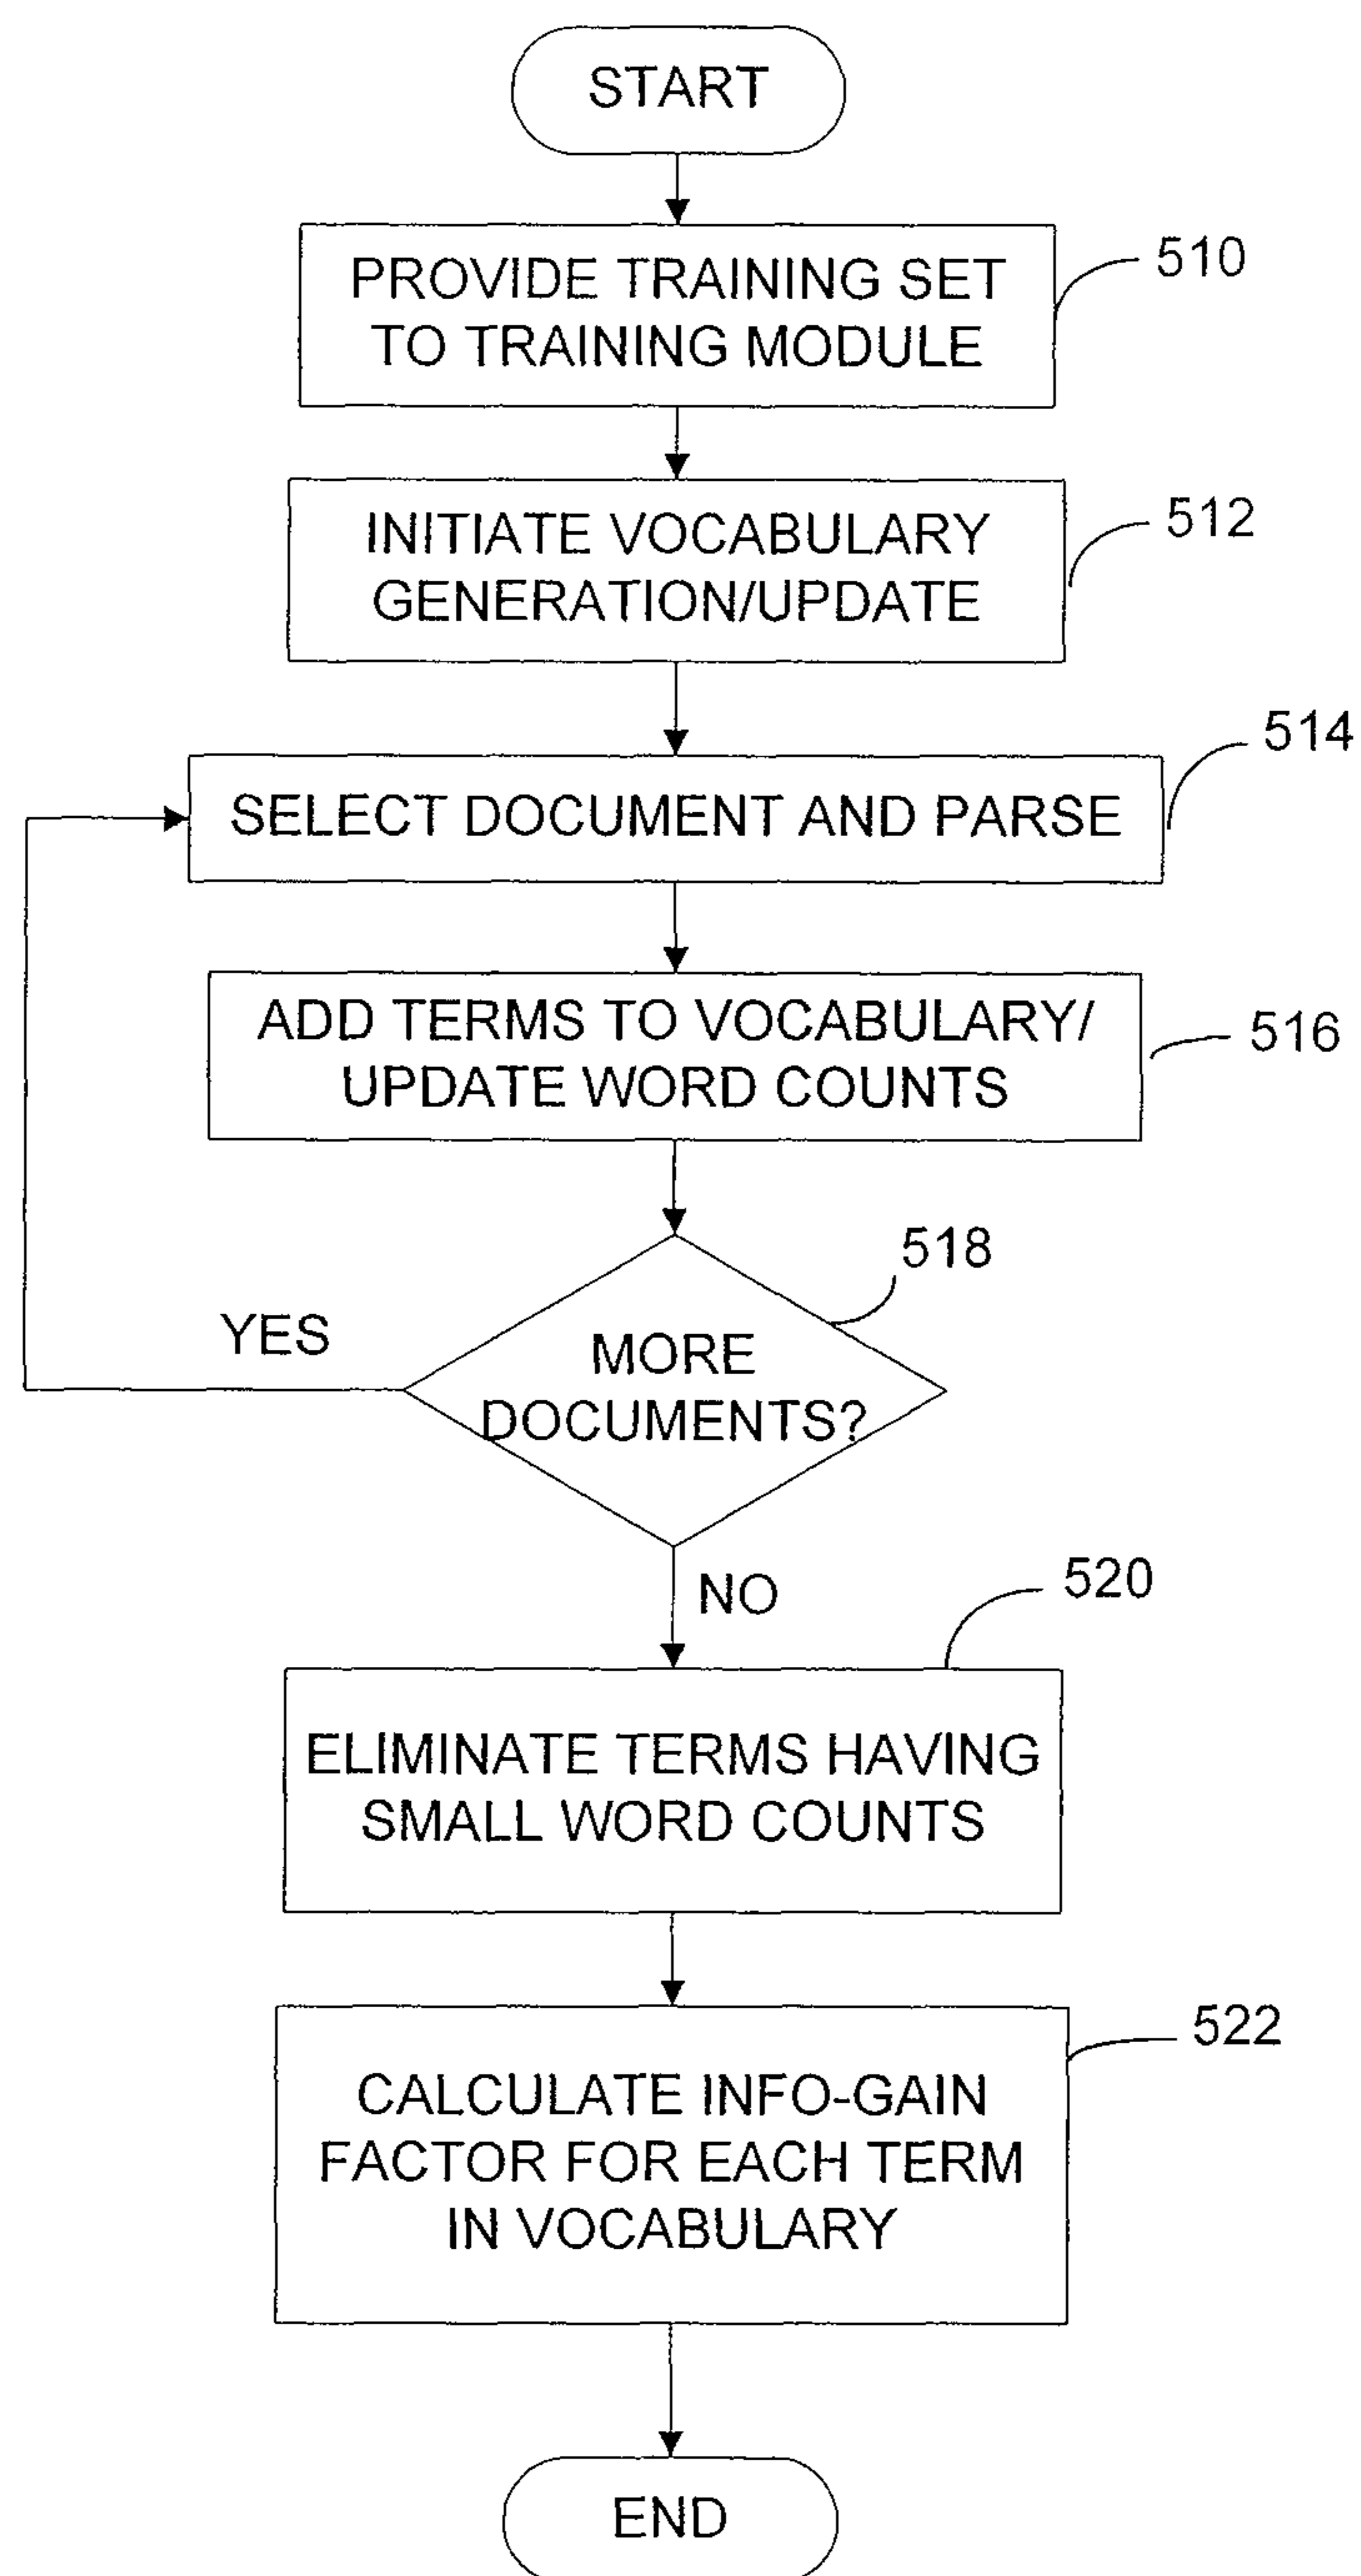 START
PROVIDE TRAINING SET
TO TRAINING MODULE
510
INITIATE VOCABULARY
GENERATION/UPDATE
512
SELECT DOCUMENT AND PARSE
514
ADD TERMS TO VOCABULARY/
UPDATE WORD COUNTS
516
518
MORE
DOCUMENTS?
YES
NO
520
ELIMINATE TERMS HAVING
SMALL WORD COUNTS
522
CALCULATE INFO-GAIN
FACTOR FOR EACH TERM
IN VOCABULARY
END